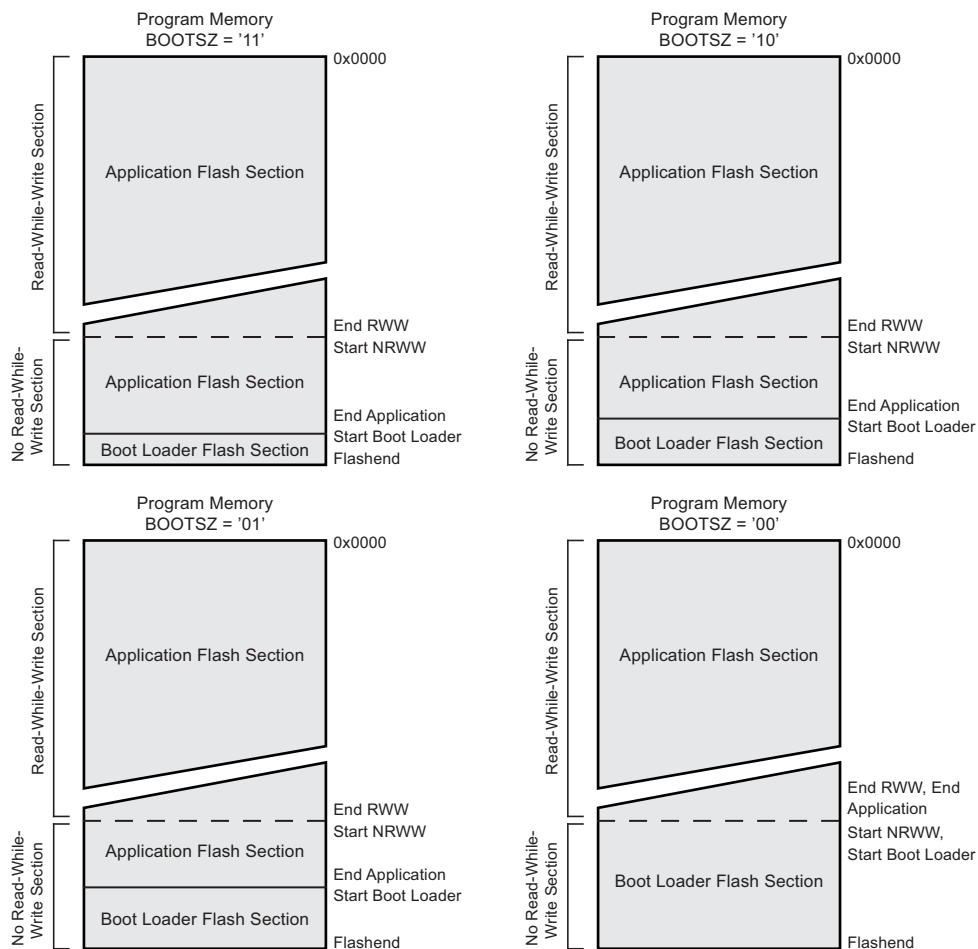 Program Memory
BOOTSZ = '11'
0x0000
Read-While-Write Section
Application Flash Section
End RWW
Start NRWW
No Read-While-
Write Section
Application Flash Section
End Application
Start Boot Loader
Boot Loader Flash Section
Flashend
Program Memory
BOOTSZ = '10'
0x0000
Read-While-Write Section
Application Flash Section
End RWW
Start NRWW
No Read-While-
Write Section
Application Flash Section
End Application
Start Boot Loader
Boot Loader Flash Section
Flashend
Program Memory
BOOTSZ = '01'
0x0000
Read-While-Write Section
Application Flash Section
End RWW
Start NRWW
No Read-While-
Write Section
Application Flash Section
End Application
Start Boot Loader
Boot Loader Flash Section
Flashend
Program Memory
BOOTSZ = '00'
0x0000
Read-While-Write Section
Application Flash Section
End RWW, End
Application
Start NRWW,
Start Boot Loader
No Read-While-
Write Section
Boot Loader Flash Section
Flashend